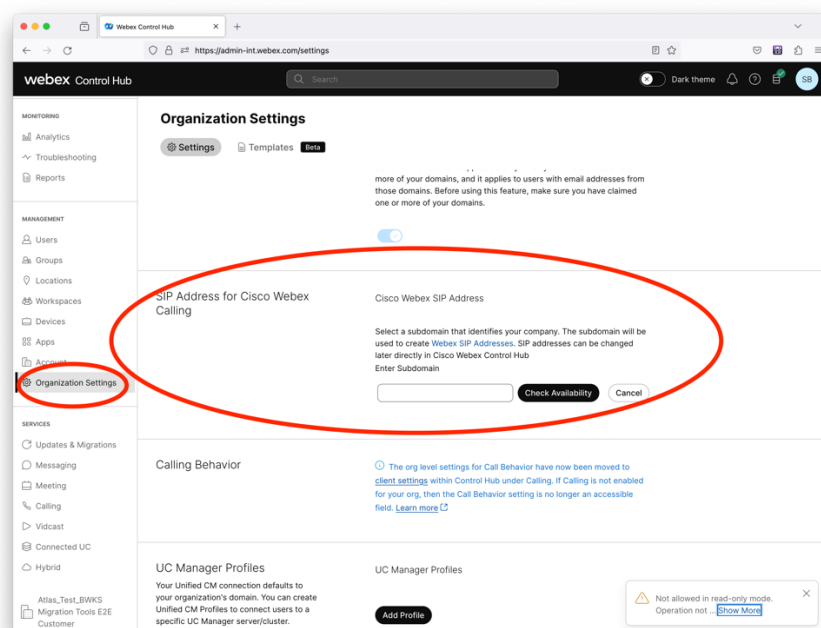 Webex Control Hub
https://admin-int.webex.com/settings
webex Control Hub
Search
Dark theme
SB
MONITORING
Analytics
Troubleshooting
Reports
MANAGEMENT
Users
Groups
Locations
Workspaces
Devices
Apps
Account
Organization Settings
SERVICES
Updates & Migrations
Messaging
Meeting
Calling
Vidcast
Connected UC
Hybrid
Atlas_Test_BWKS
Migration Tools E2E
Customer
Organization Settings
Settings
Templates Beta
more of your domains, and it applies to users with email addresses from
those domains. Before using this feature, make sure you have claimed
one or more of your domains.
SIP Address for Cisco Webex
Calling
Cisco Webex SIP Address
Select a subdomain that identifies your company. The subdomain will be
used to create Webex SIP Addresses. SIP addresses can be changed
later directly in Cisco Webex Control Hub
Enter Subdomain
Check Availability
Cancel
Calling Behavior
The org level settings for Call Behavior have now been moved to
client settings within Control Hub under Calling. If Calling is not enabled
for your org, then the Call Behavior setting is no longer an accessible
field. Learn more
UC Manager Profiles
Your Unified CM connection defaults to
your organization's domain. You can create
Unified CM Profiles to connect users to a
specific UC Manager server/cluster.
UC Manager Profiles
Add Profile
Not allowed in read-only mode.
Operation not ... Show More